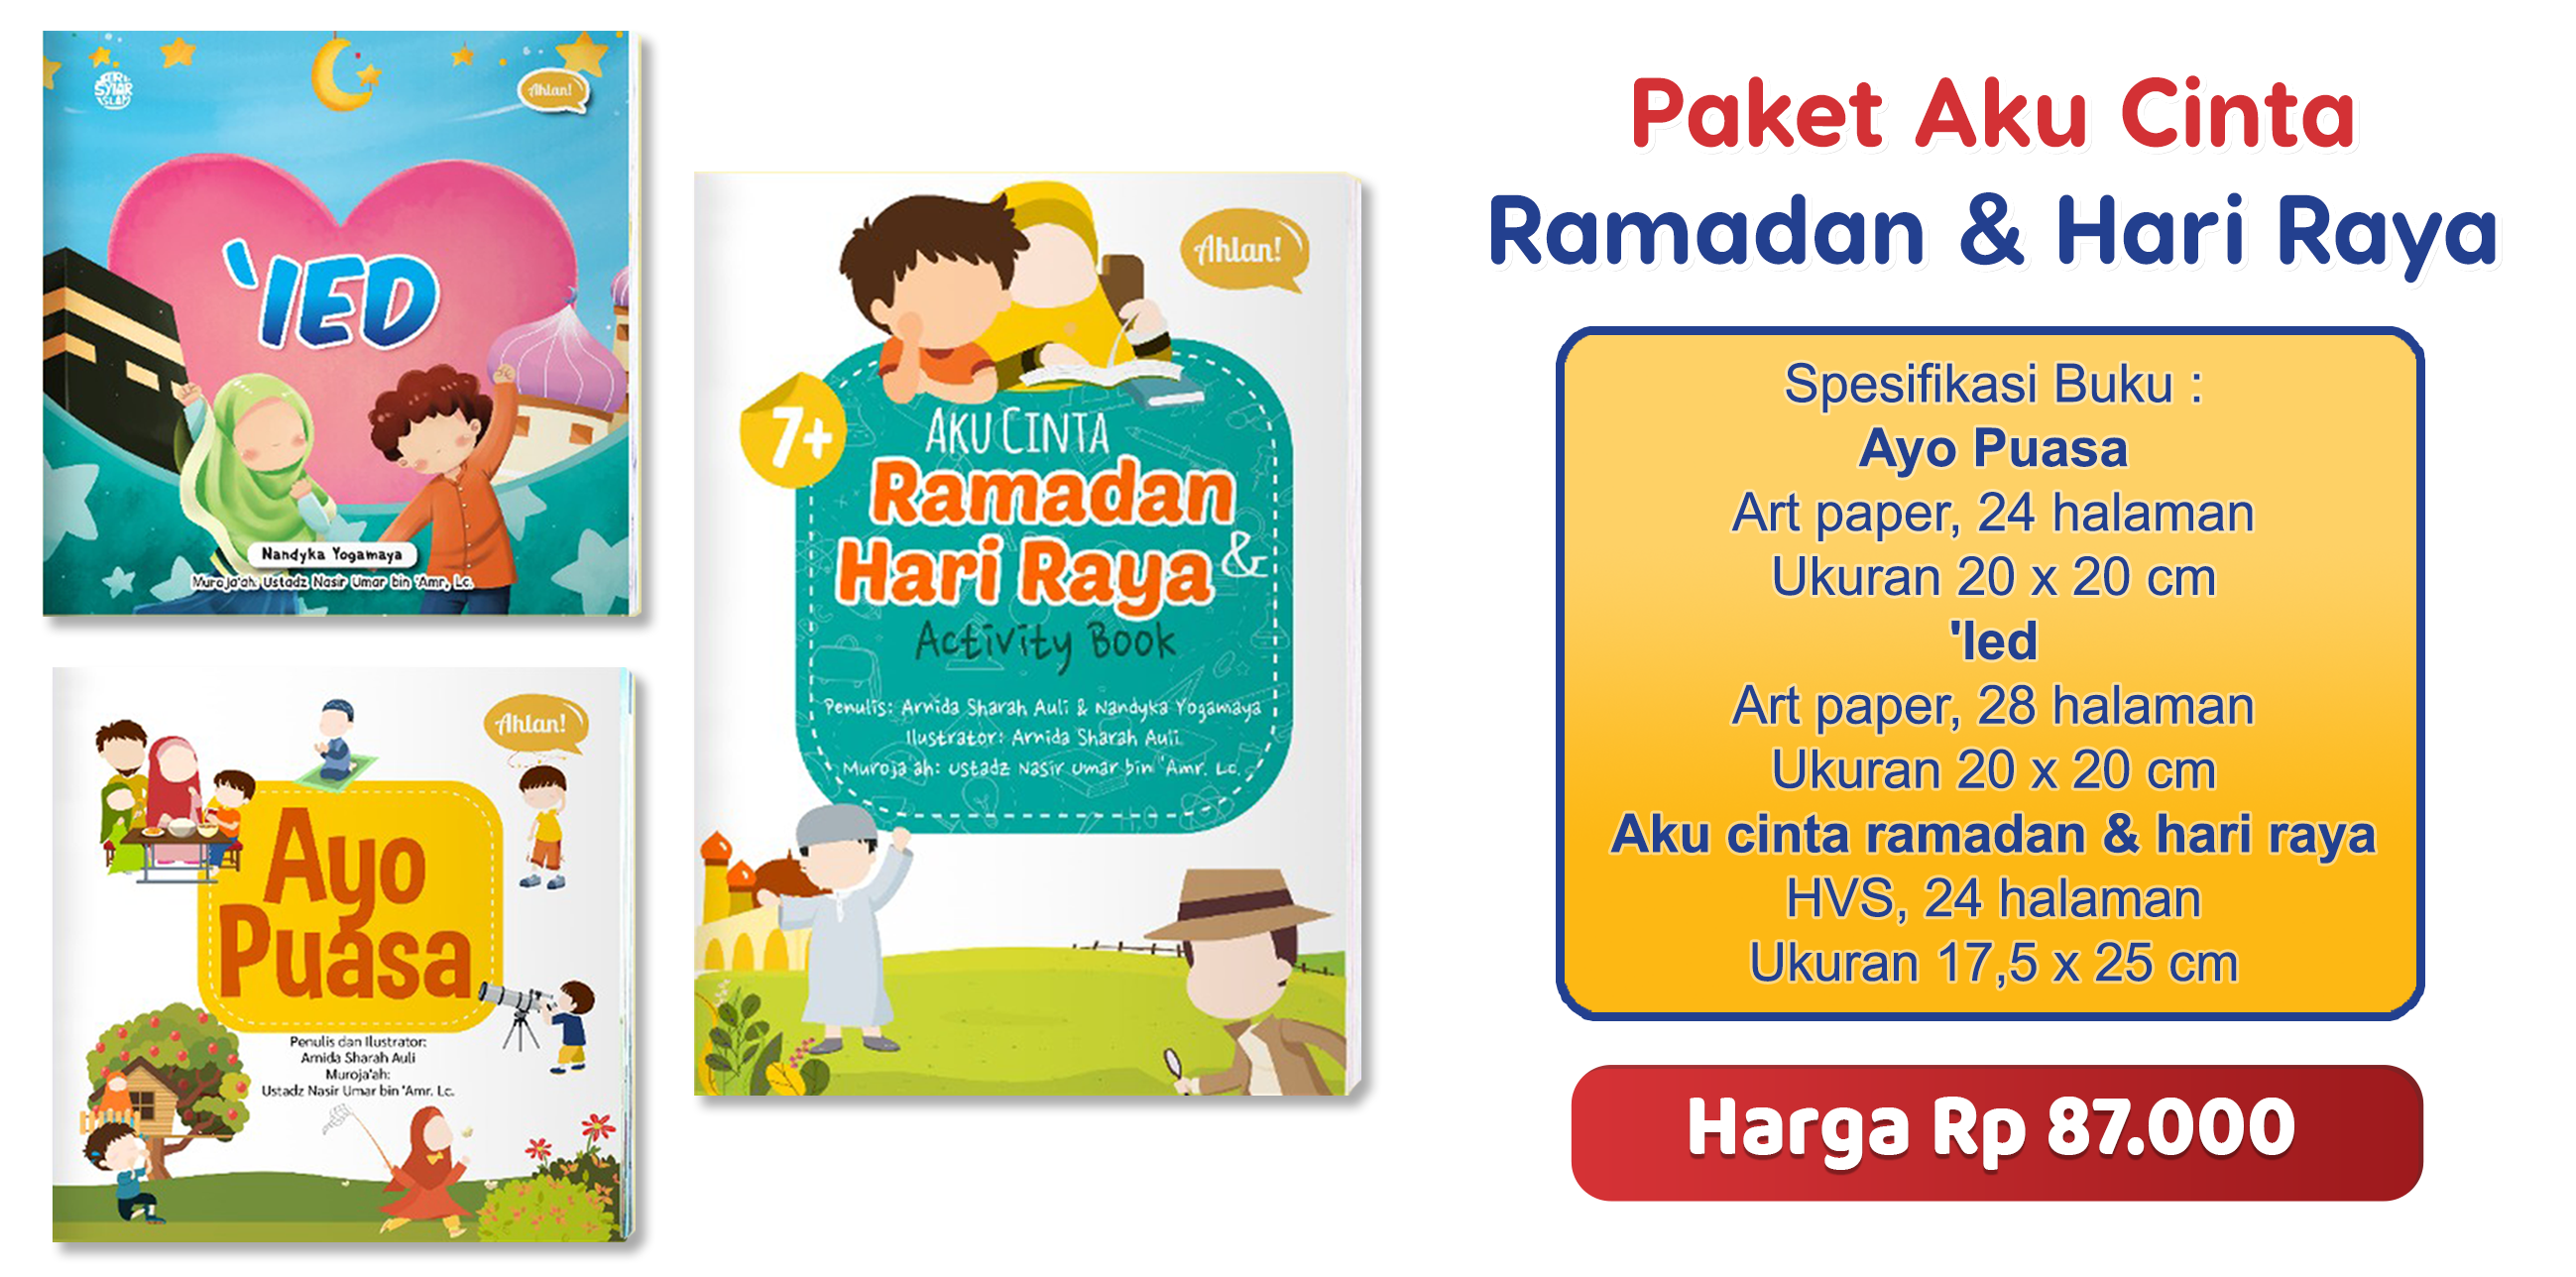 AR SYIAR ISLAM
Ahlan!
'IED
Nandyka Yogamaya
Muroja'ah: Ustadz Nasir Umar bin 'Amr, Lc.
Ahlan!
Ayo
Puasa
Penulis dan Ilustrator:
Arnida Sharah Auli
Muroja'ah:
Ustadz Nasir Umar bin 'Amr. Lc.
Ahlan!
7+
AKU CINTA
Ramadan
& Hari Raya
Activity Book
Penulis: Arnida Sharah Auli & Nandyka Yogamaya
Ilustrator: Arnida Sharah Auli
Muroja'ah: Ustadz Nasir Umar bin 'Amr. Lc.
Paket Aku Cinta
Ramadan & Hari Raya
Spesifikasi Buku :
Ayo Puasa
Art paper, 24 halaman
Ukuran 20 x 20 cm
'Ied
Art paper, 28 halaman
Ukuran 20 x 20 cm
Aku cinta ramadan & hari raya
HVS, 24 halaman
Ukuran 17,5 x 25 cm
Harga Rp 87.000